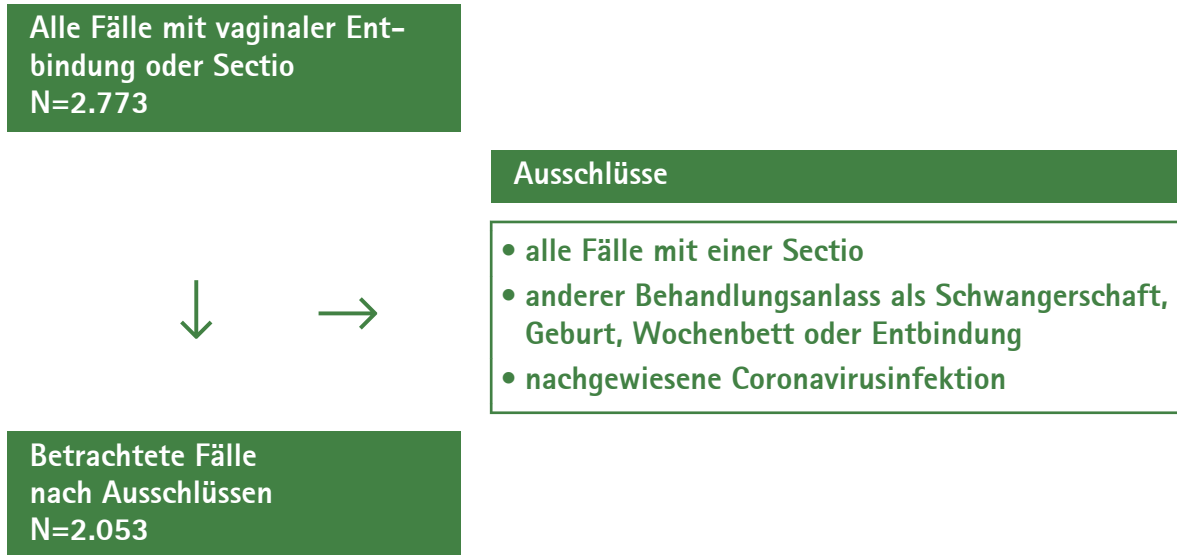 Alle Fälle mit vaginaler Ent-
bindung oder Sectio
N=2.773
Ausschlüsse
• alle Fälle mit einer Sectio
• anderer Behandlungsanlass als Schwangerschaft,
Geburt, Wochenbett oder Entbindung
• nachgewiesene Coronavirusinfektion
Betrachtete Fälle
nach Ausschlüssen
N=2.053